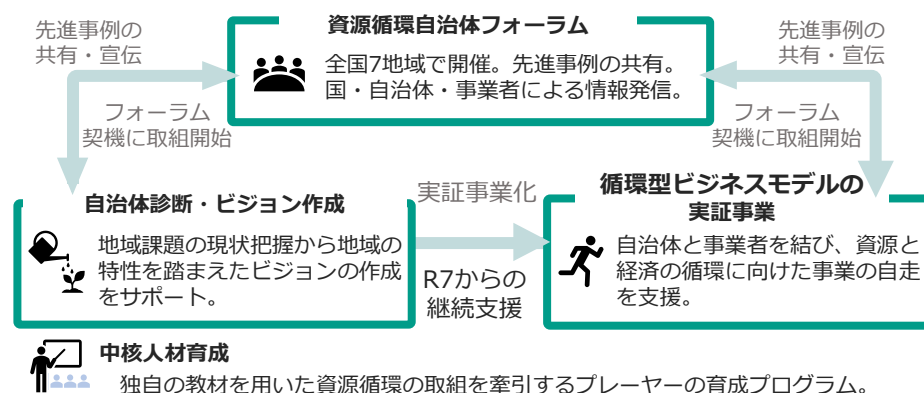 先進事例の
共有・宣伝
資源循環自治体フォーラム
全国7地域で開催。先進事例の共有。
国・自治体・事業者による情報発信。
先進事例の
共有・宣伝
フォーラム
契機に取組開始
フォーラム
契機に取組開始
自治体診断・ビジョン作成
地域課題の現状把握から地域の
特性を踏まえたビジョンの作成
をサポート。
実証事業化
R7からの
継続支援
循環型ビジネスモデルの
実証事業
自治体と事業者を結び、資源と
経済の循環に向けた事業の自走
を支援。
中核人材育成
独自の教材を用いた資源循環の取組を牽引するプレーヤーの育成プログラム。